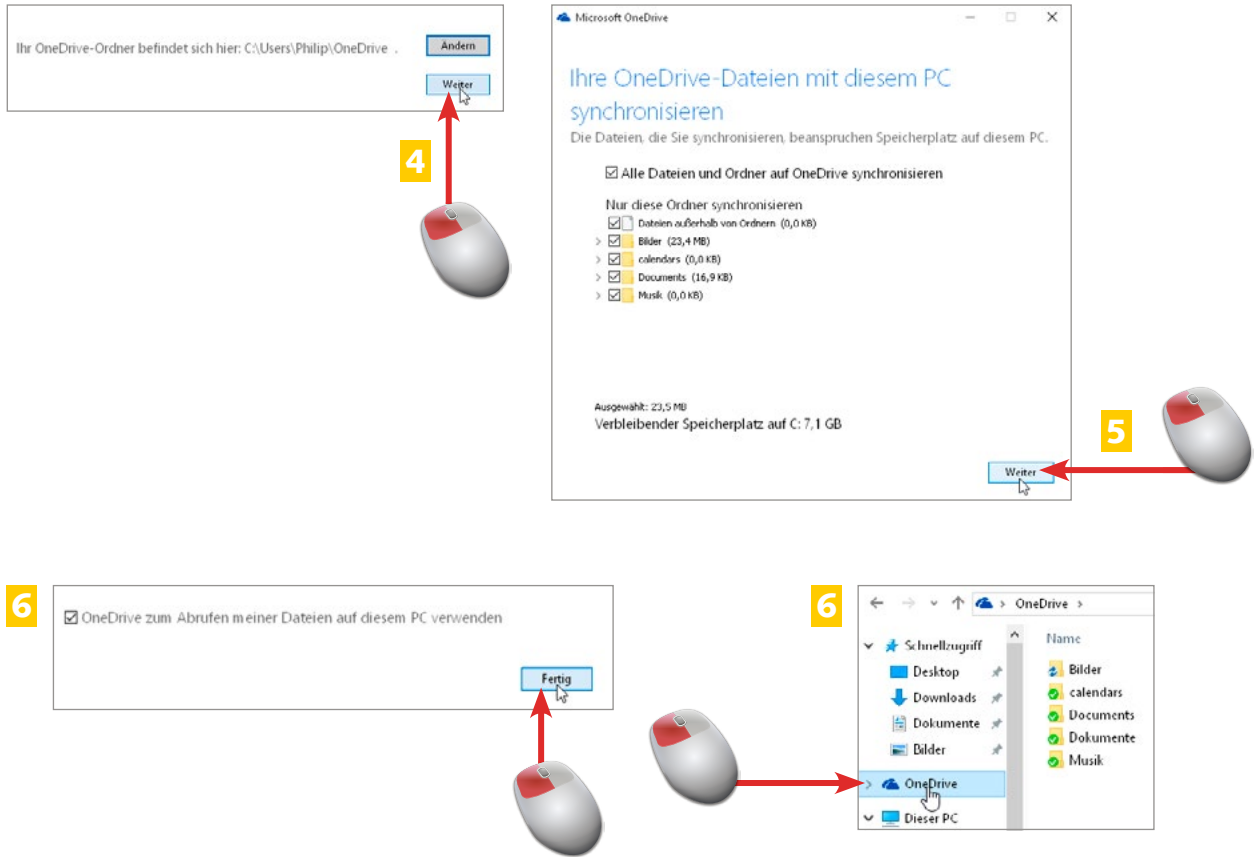 Ihr OneDrive-Ordner befindet sich hier: C:\Users\Philip\OneDrive .
Ändern
Weiter
4
Microsoft OneDrive
Ihre OneDrive-Dateien mit diesem PC
synchronisieren
Die Dateien, die Sie synchronisieren, beanspruchen Speicherplatz auf diesem PC.
Alle Dateien und Ordner auf OneDrive synchronisieren
Nur diese Ordner synchronisieren
Dateien außerhalb von Ordnern (0,0 KB)
Bilder (23,4 MB)
calendars (0,0 KB)
Documents (16,9 KB)
Musik (0,0 KB)
Ausgewählt: 23,5 MB
Verbleibender Speicherplatz auf C: 7,1 GB
Weiter
5
6
OneDrive zum Abrufen meiner Dateien auf diesem PC verwenden
Fertig
6
OneDrive
Schnellzugriff
Desktop
Downloads
Dokumente
Bilder
OneDrive
Dieser PC
Name
Bilder
calendars
Documents
Dokumente
Musik